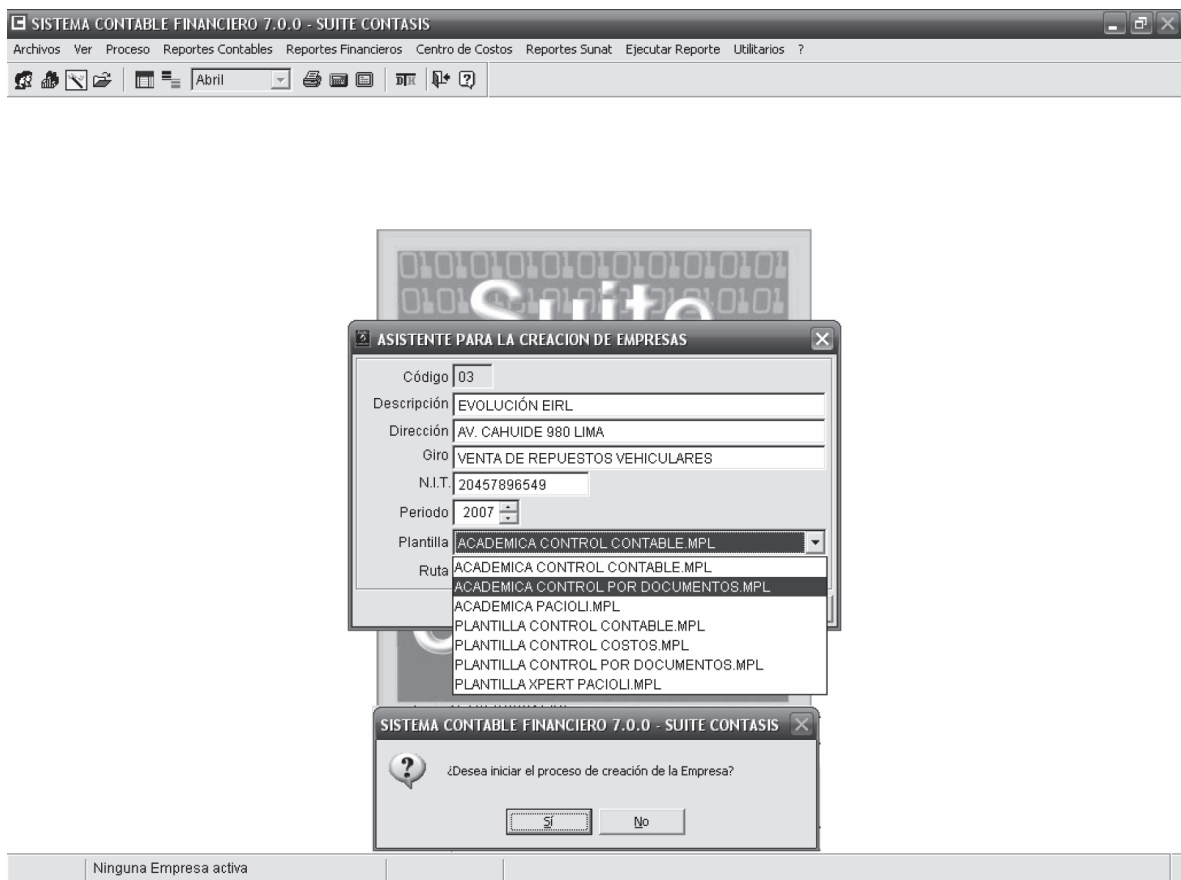 SISTEMA CONTABLE FINANCIERO 7.0.0 - SUITE CONTASIS
Archivos Ver Proceso Reportes Contables Reportes Financieros Centro de Costos Reportes Sunat Ejecutar Reporte Utilitarios ?
Abril
01010101010101010101
Suite
ASISTENTE PARA LA CREACION DE EMPRESAS
Código 03
Descripción EVOLUCIÓN EIRL
Dirección AV. CAHUIDE 980 LIMA
Giro VENTA DE REPUESTOS VEHICULARES
N.I.T. 20457896549
Periodo 2007
Plantilla ACADEMICA CONTROL CONTABLE.MPL
Ruta
ACADEMICA CONTROL CONTABLE.MPL
ACADEMICA CONTROL POR DOCUMENTOS.MPL
ACADEMICA PACIOLI.MPL
PLANTILLA CONTROL CONTABLE.MPL
PLANTILLA CONTROL COSTOS.MPL
PLANTILLA CONTROL POR DOCUMENTOS.MPL
PLANTILLA XPERT PACIOLI.MPL
SISTEMA CONTABLE FINANCIERO 7.0.0 - SUITE CONTASIS
¿Desea iniciar el proceso de creación de la Empresa?
Sí No
Ninguna Empresa activa